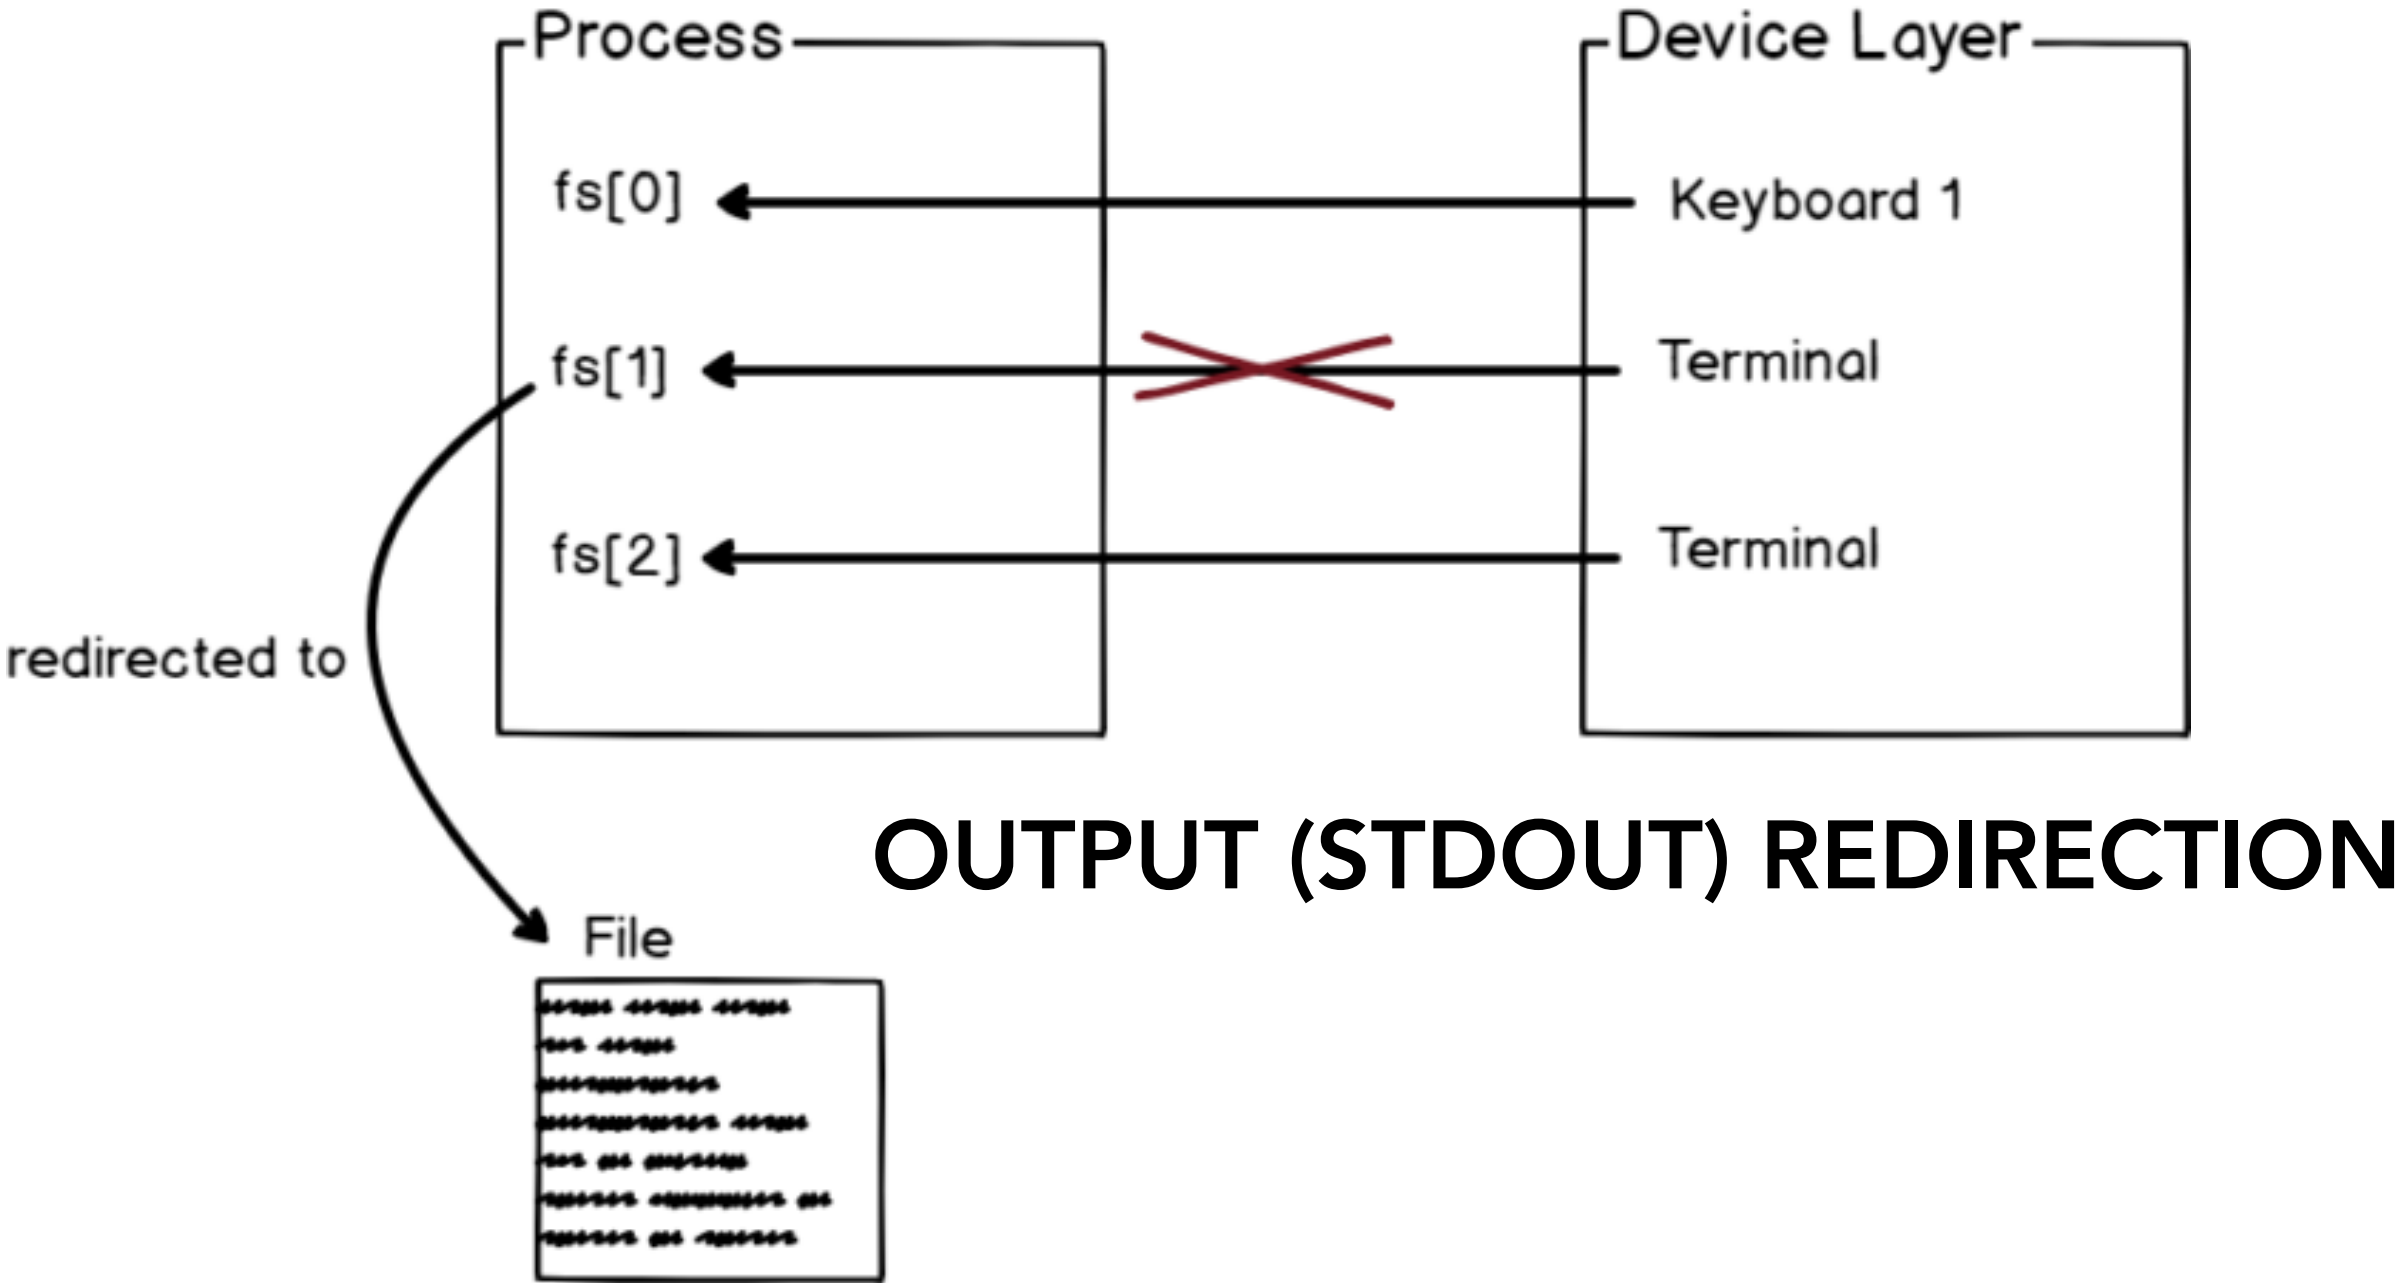 Process
Device Layer
fs[0]
Keyboard 1
fs[1]
Terminal
fs[2]
Terminal
redirected to
OUTPUT (STDOUT) REDIRECTION
File